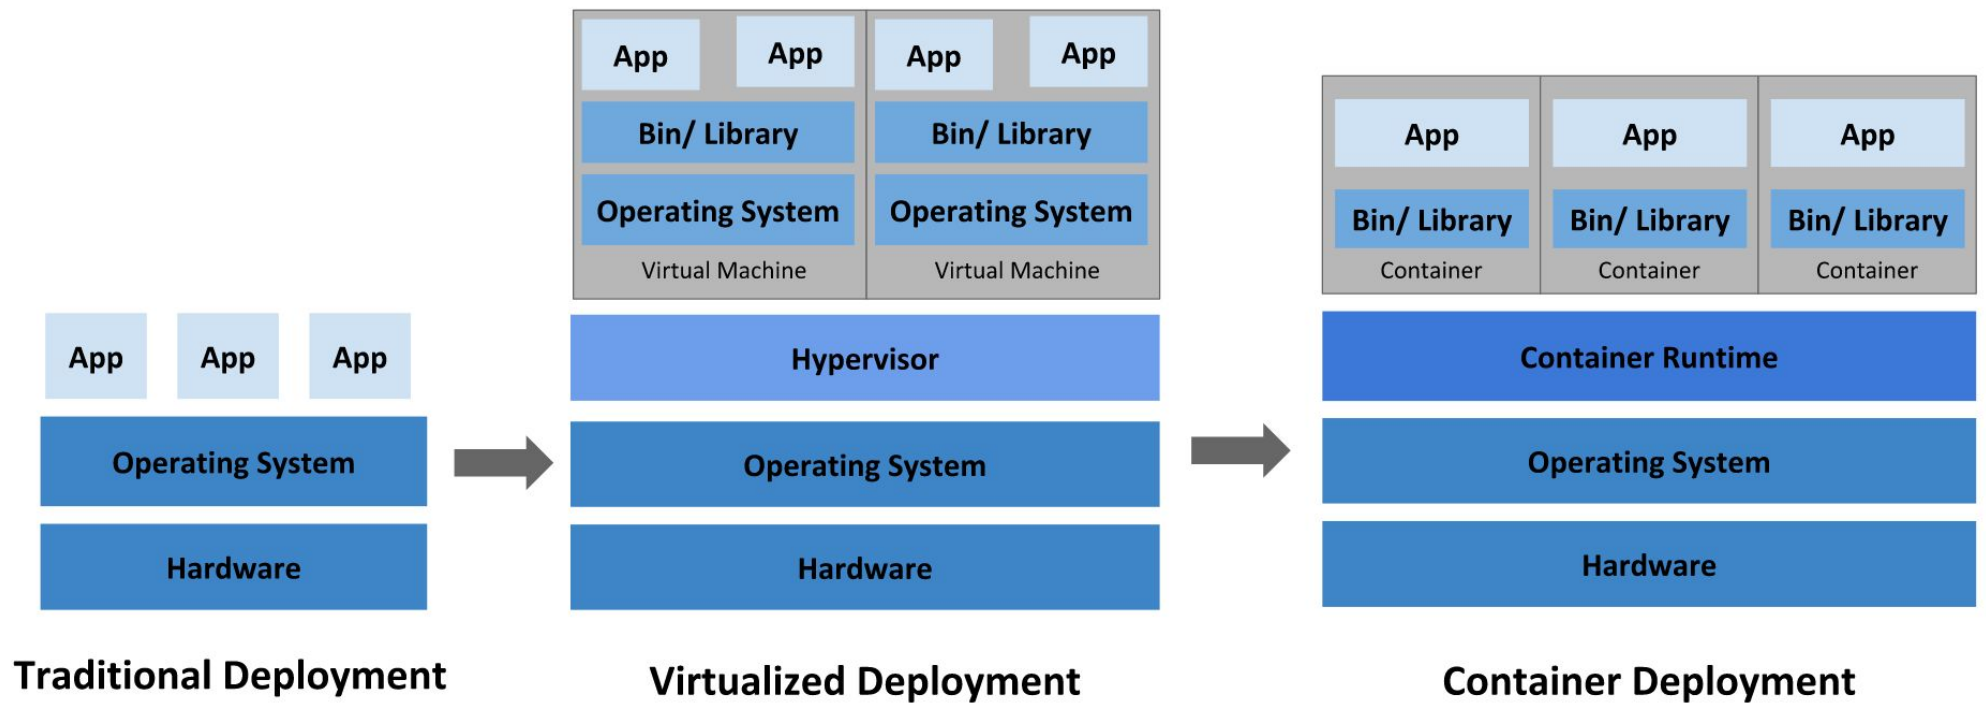 App App App
Operating System
Hardware
Traditional Deployment
App App App App
Bin/ Library Bin/ Library
Operating System Operating System
Virtual Machine Virtual Machine
Hypervisor
Operating System
Hardware
Virtualized Deployment
App App App
Bin/ Library Bin/ Library Bin/ Library
Container Container Container
Container Runtime
Operating System
Hardware
Container Deployment